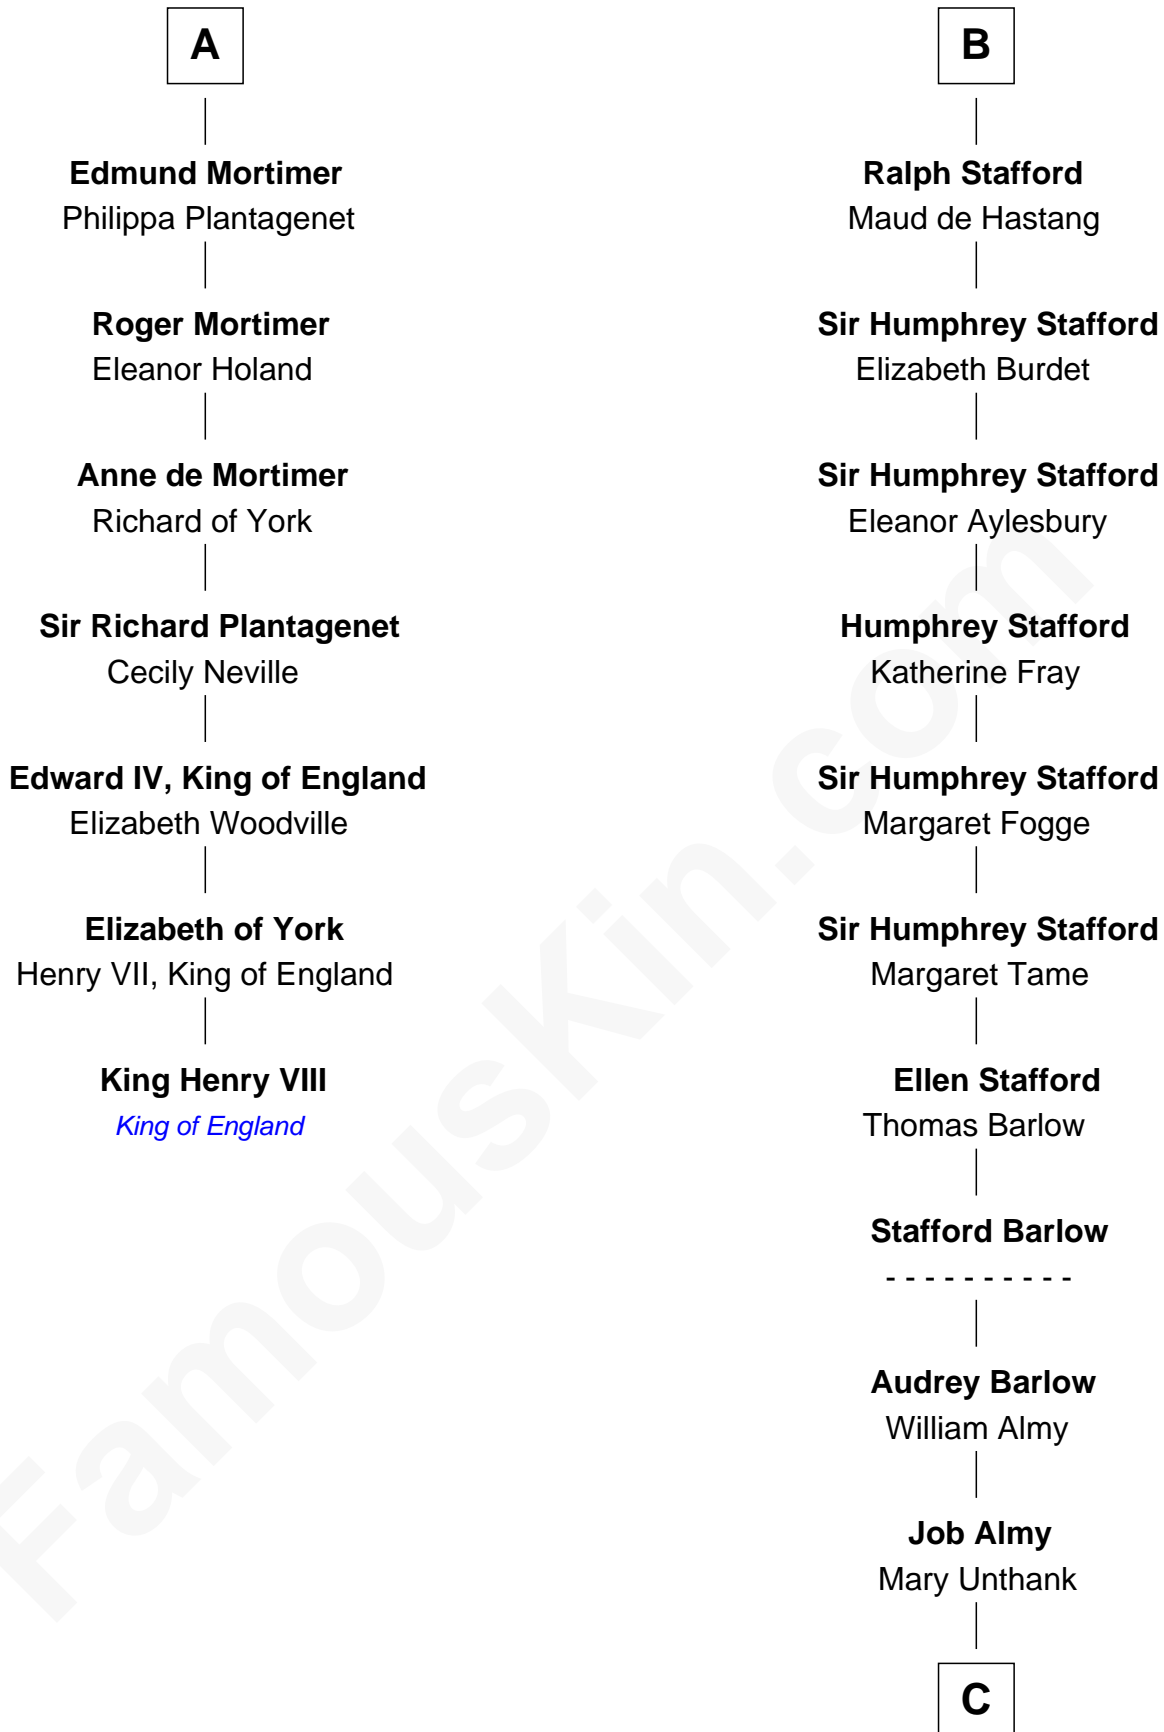 A
Edmund Mortimer
Philippa Plantagenet
Roger Mortimer
Eleanor Holand
Anne de Mortimer
Richard of York
Sir Richard Plantagenet
Cecily Neville
Edward IV, King of England
Elizabeth Woodville
Elizabeth of York
Henry VII, King of England
King Henry VIII
King of England
B
Ralph Stafford
Maud de Hastang
Sir Humphrey Stafford
Elizabeth Burdet
Sir Humphrey Stafford
Eleanor Aylesbury
Humphrey Stafford
Katherine Fray
Sir Humphrey Stafford
Margaret Fogge
Sir Humphrey Stafford
Margaret Tame
Ellen Stafford
Thomas Barlow
Stafford Barlow
- - - - - - - - - -
Audrey Barlow
William Almy
Job Almy
Mary Unthank
C
FamousKin.com